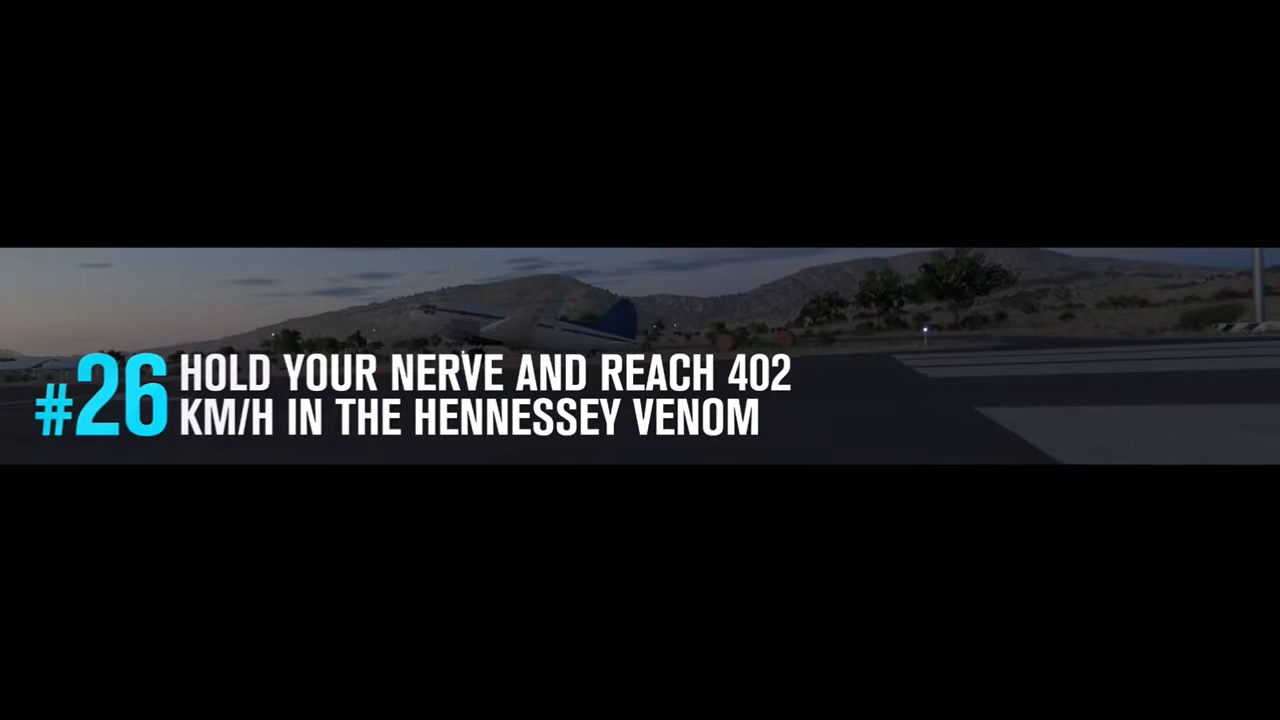 #26 HOLD YOUR NERVE AND REACH 402
KM/H IN THE HENNESSEY VENOM